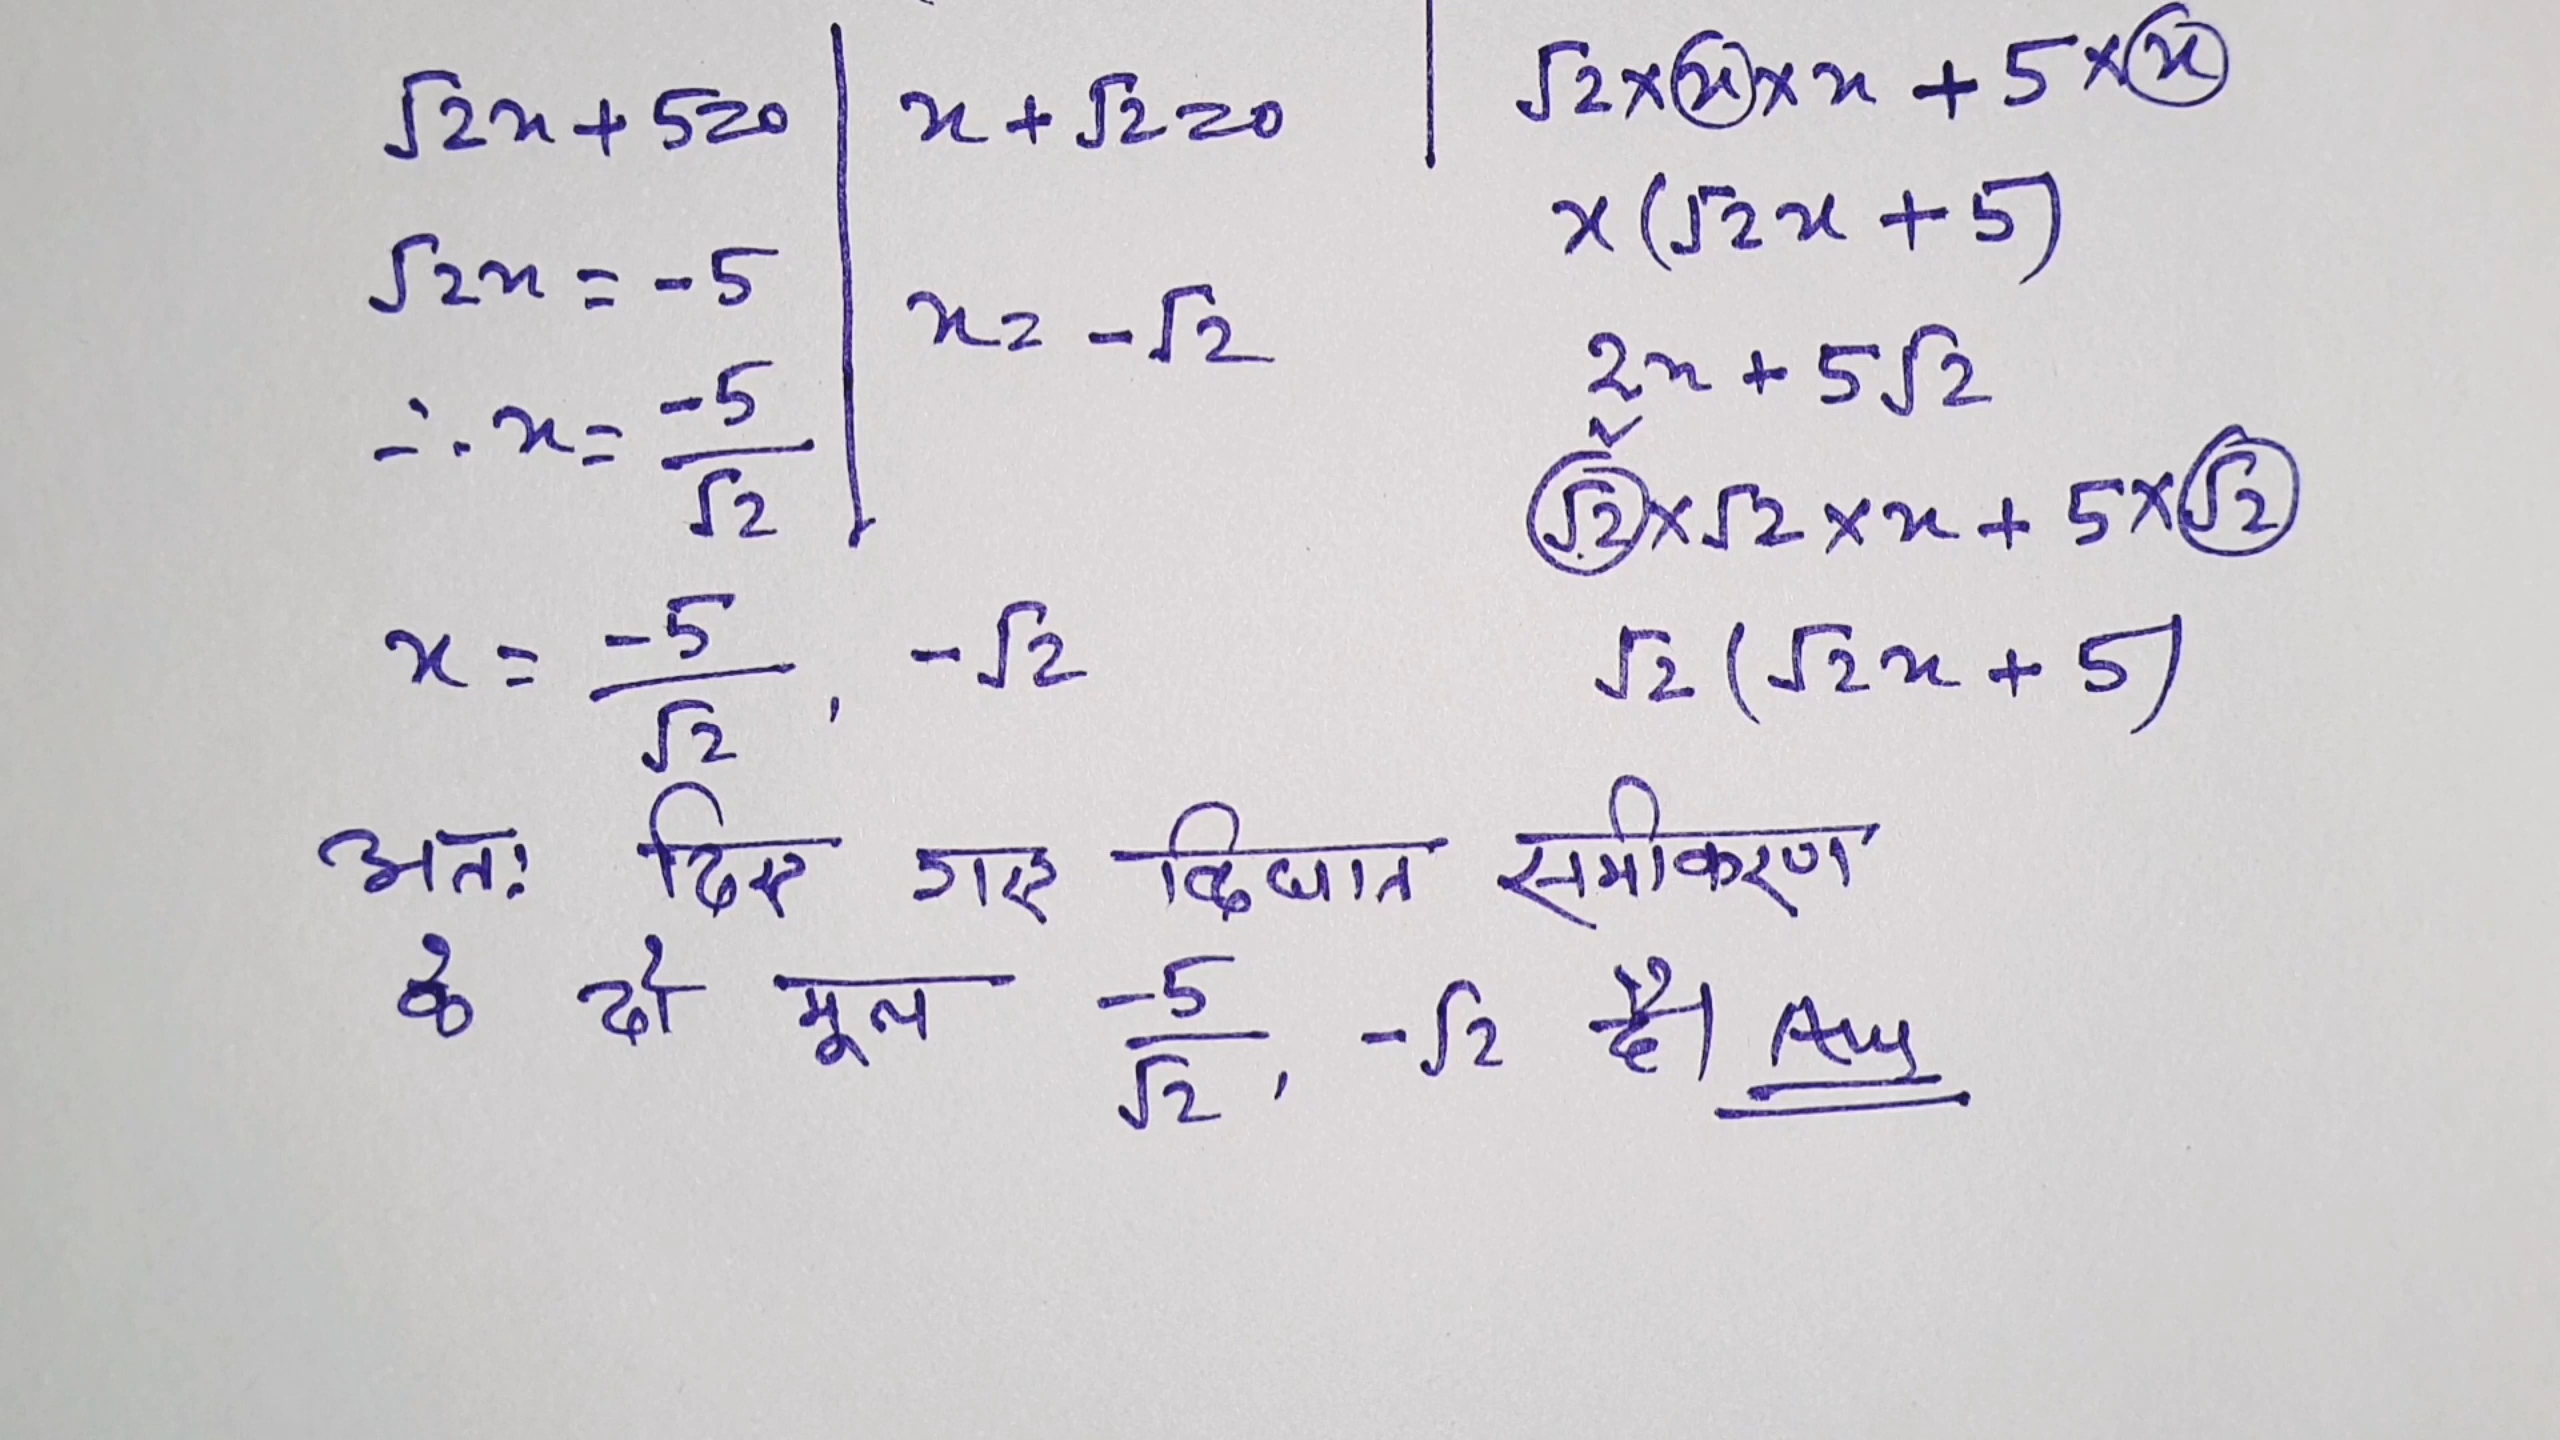 √2x + 5 = 0
√2x = -5
∴ x = -5/√2
x + √2 = 0
x = -√2
x = -5/√2, -√2
√2 × x × x + 5 × x
x(√2x + 5)
2x + 5√2
√2 × √2 × x + 5 × √2
√2(√2x + 5)
अतः दिए गए द्विघात समीकरण
के दो मूल -5/√2, -√2 है। Ans